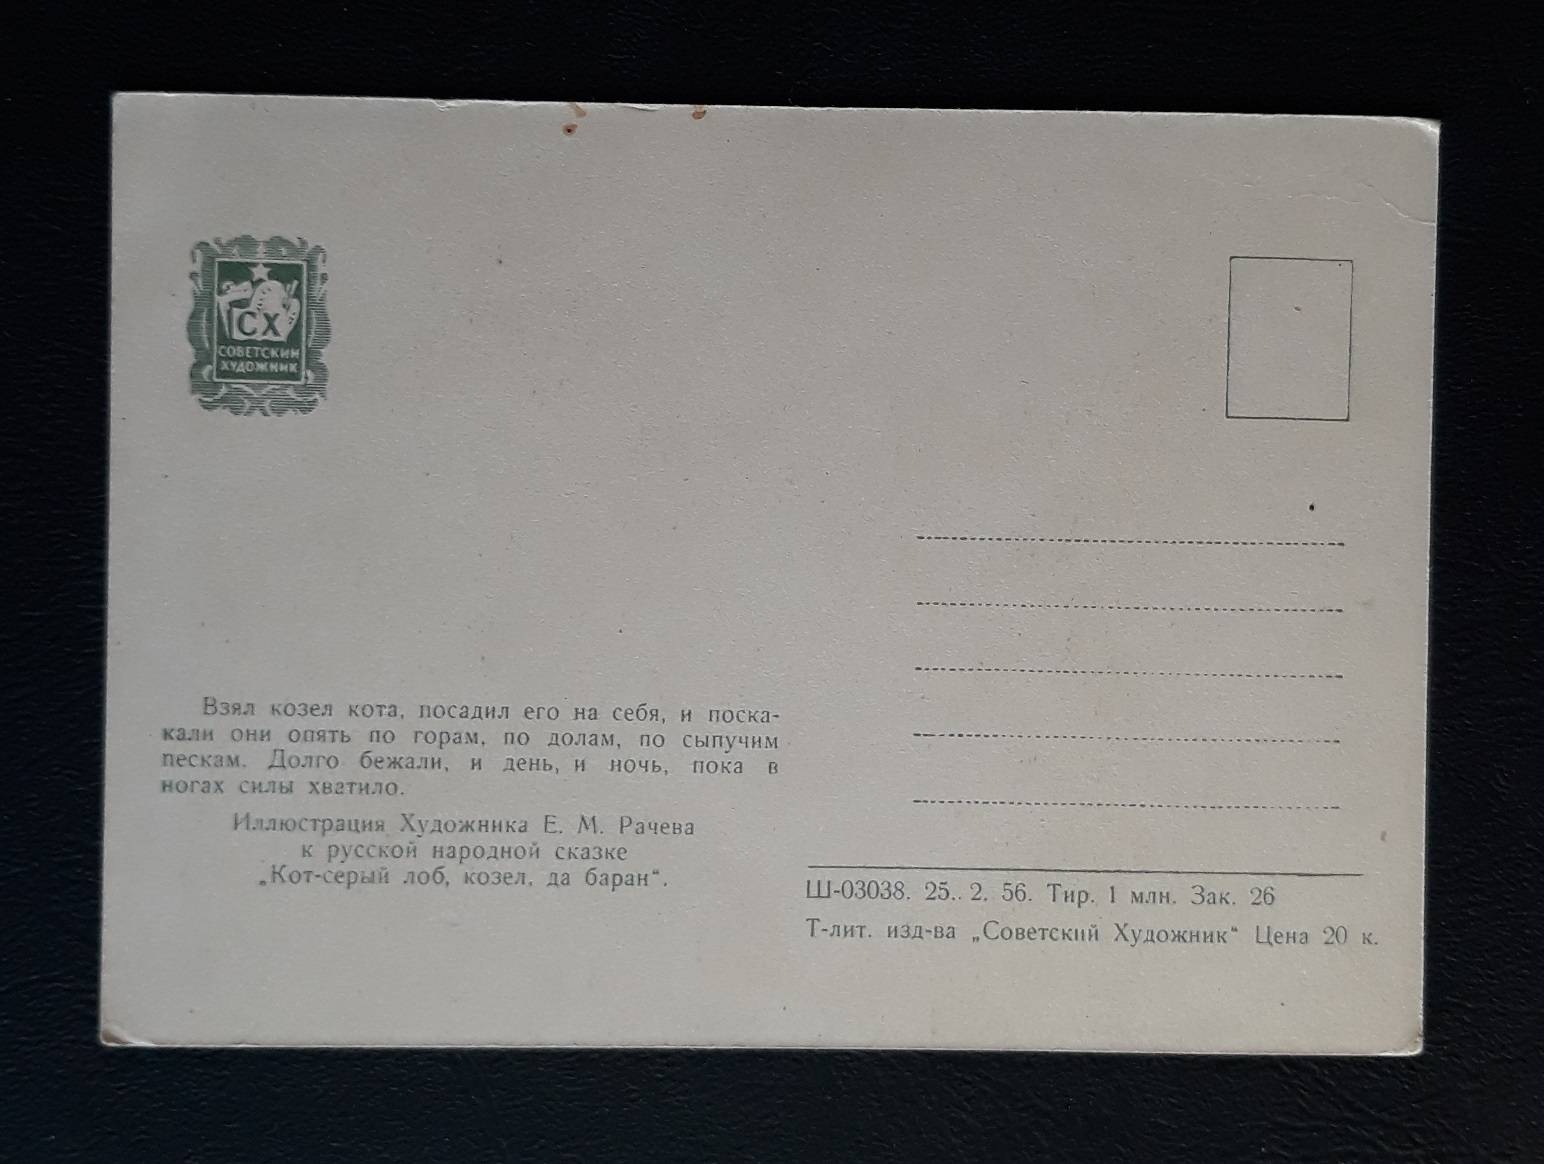 СХ
СОВЕТСКИЙ
ХУДОЖНИК
Взял козел кота, посадил его на себя, и поска-
кали они опять по горам, по долам, по сыпучим
пескам. Долго бежали, и день, и ночь, пока в
ногах силы хватило.
Иллюстрация Художника Е. М. Рачева
к русской народной сказке
„Кот-серый лоб, козел, да баран“.
Ш-03038. 25.. 2. 56. Тир. 1 млн. Зак. 26
Т-лит. изд-ва „Советский Художник“ Цена 20 к.